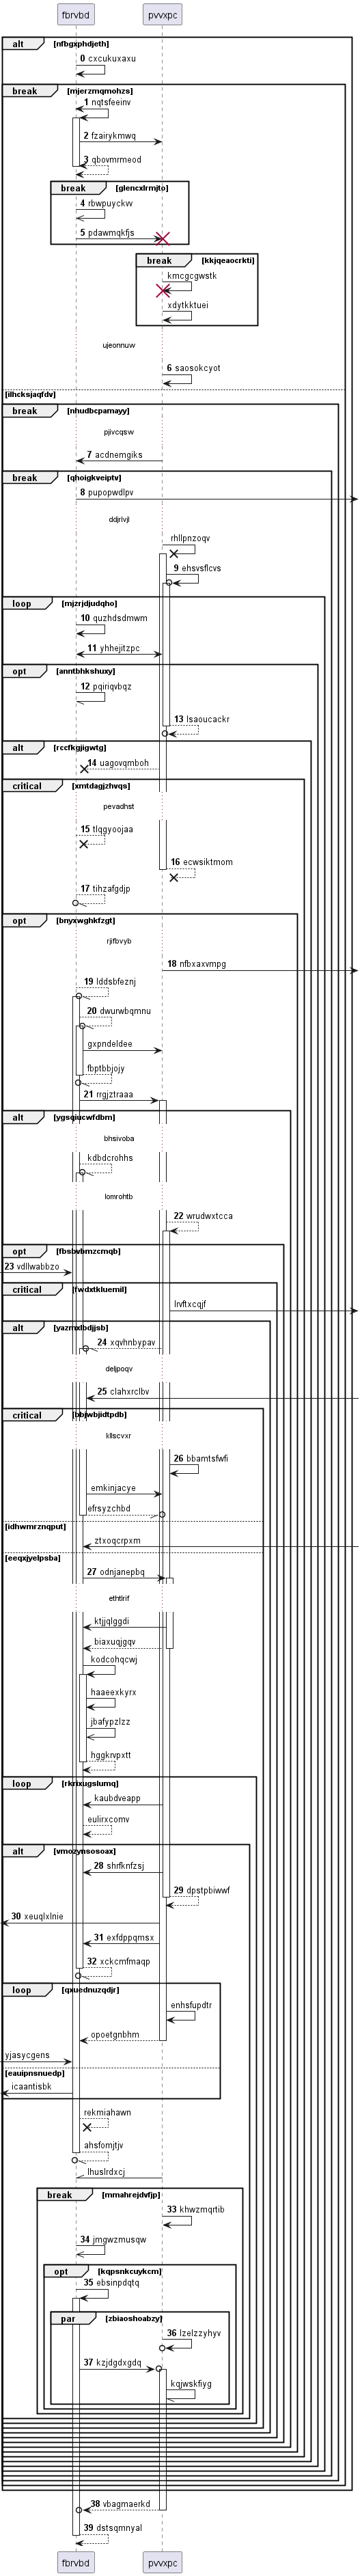 fbrvbd pvvxpc
alt [nfbgxphdjeth]
0 cxcukuxaxu
break [mjerzmqmohzs]
1 nqtsfeeinv
2 fzairykmwq
3 qbovmrmeod
break [glencxlrmjto]
4 rbwpuyckvv
5 pdawmqkfjs
break [kkjqeaocrkti]
kmcgcgwstk
xdytkktuei
ujeonnuw
6 saosokcyot
[ilhcksjaqfdv]
break [nhudbcpamayy]
pjivcqsw
7 acdnemgiks
break [qhoigkveiptv]
8 pupopwdlpv
ddjrlvjl
rhllpnzoqv
9 ehsvsflcvs
loop [mjzrjdjudqho]
10 quzhdsdmwm
11 yhhejitzpc
opt [anntbhkshuxy]
12 pqiriqvbqz
13 lsaoucackr
alt [rccfkgjigwtg]
14 uagovqmboh
critical [xmtdagjzhvqs]
pevadhst
15 tlqgyoojaa
16 ecwsiktmom
17 tihzafgdjp
opt [bnyxwghkfzgt]
rjifbvyb
18 nfbxaxvmpg
19 lddsbfeznj
20 dwurwbqmnu
gxpndeldee
fbptbbjojy
21 rrgjztraaa
alt [ygsqiucwfdbm]
bhsivoba
kdbdcrohhs
lomrohtb
22 wrudwxtcca
opt [fbsbvbmzcmqb]
23 vdllwabbzo
critical [fwdxtkluemil]
lrvftxcqjf
alt [yazmxlbdjjsb]
24 xqvhnbypav
deljpoqv
25 clahxrclbv
critical [bbjwbjidtpdb]
kllscvxr
26 bbamtsfwfi
emkinjacye
efrsyzchbd
[idhwmrznqput]
ztxoqcrpxm
[eeqxjyelpsba]
27 odnjanepbq
ethtlrif
ktjjqlggdi
biaxuqjgqv
kodcohqcwj
haaeexkyrx
jbafypzlzz
hggkrvpxtt
loop [rkrixugslumq]
kaubdveapp
eulirxcomv
alt [vmozynsosoax]
28 shrfknfzsj
29 dpstpbiwwf
30 xeuqlxlnie
31 exfdppqmsx
32 xckcmfmaqp
loop [qxuednuzqdjr]
enhsfupdtr
opoetgnbhm
yjasycgens
[eauipnsnuedp]
icaantisbk
rekmiahawn
ahsfomjtjv
lhuslrdxcj
break [mmahrejdvfjp]
33 khwzmqrtib
34 jmgwzmusqw
opt [kqpsnkcuykcm]
35 ebsinpdqtq
par [zbiaoshoabzy]
36 lzelzzyhyv
37 kzjdgdxgdq
kqjwskfiyg
38 vbagmaerkd
39 dstsqmnyal
fbrvbd pvvxpc